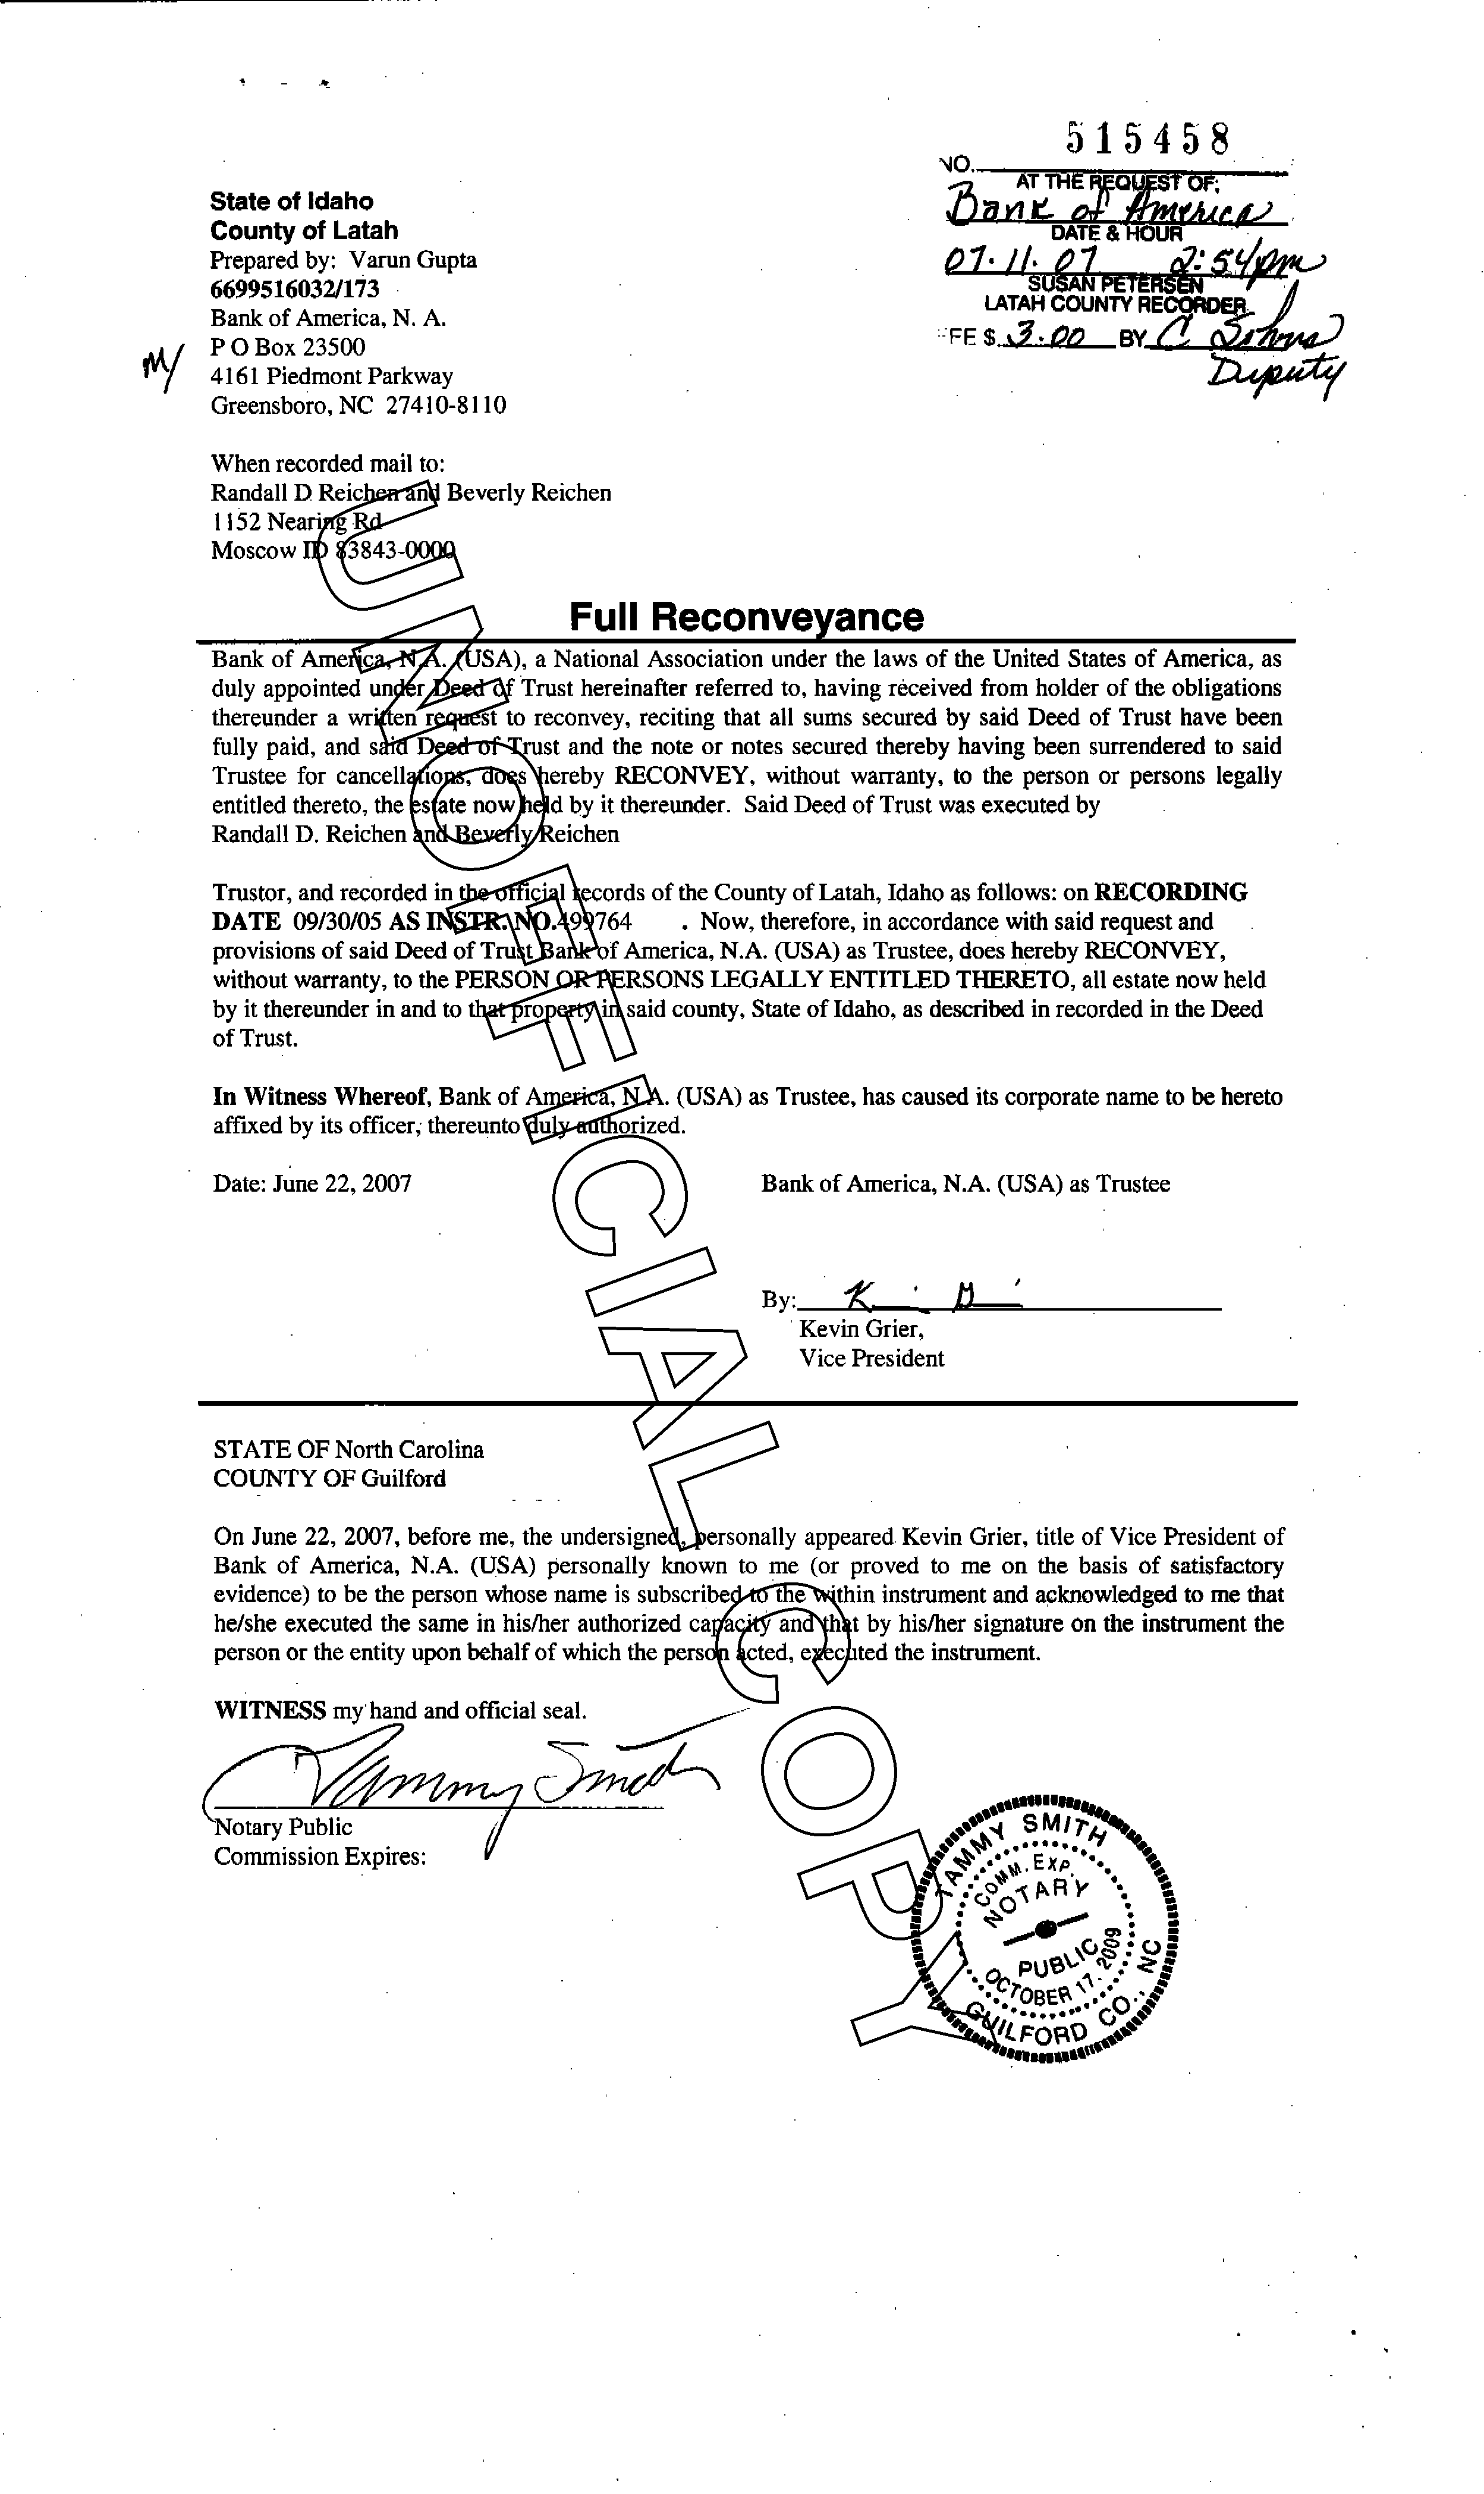 515458
NO.
AT THE REQUEST OF:
Bank of America
DATE & HOUR
07.11.07 2:54pm
SUSAN PETERSEN
LATAH COUNTY RECORDER
FE $ 3.00 BY C
Deputy
State of Idaho
County of Latah
Prepared by: Varun Gupta
6699516032/173
Bank of America, N. A.
P O Box 23500
4161 Piedmont Parkway
Greensboro, NC 27410-8110
When recorded mail to:
Randall D Reichen and Beverly Reichen
1152 Nearing Rd
Moscow ID 83843-0000
Full Reconveyance
Bank of America, N.A. (USA), a National Association under the laws of the United States of America, as
duly appointed under Deed of Trust hereinafter referred to, having received from holder of the obligations
thereunder a written request to reconvey, reciting that all sums secured by said Deed of Trust have been
fully paid, and said Deed of Trust and the note or notes secured thereby having been surrendered to said
Trustee for cancellations, does hereby RECONVEY, without warranty, to the person or persons legally
entitled thereto, the estate now held by it thereunder. Said Deed of Trust was executed by
Randall D. Reichen and Beverly Reichen
Trustor, and recorded in the official records of the County of Latah, Idaho as follows: on RECORDING
DATE 09/30/05 AS INSTR. NO.499764 . Now, therefore, in accordance with said request and
provisions of said Deed of Trust Bank of America, N.A. (USA) as Trustee, does hereby RECONVEY,
without warranty, to the PERSON OR PERSONS LEGALLY ENTITLED THERETO, all estate now held
by it thereunder in and to that property in said county, State of Idaho, as described in recorded in the Deed
of Trust.
In Witness Whereof, Bank of America, N.A. (USA) as Trustee, has caused its corporate name to be hereto
affixed by its officer, thereunto duly authorized.
Date: June 22, 2007 Bank of America, N.A. (USA) as Trustee
By:
Kevin Grier,
Vice President
STATE OF North Carolina
COUNTY OF Guilford
On June 22, 2007, before me, the undersigned, personally appeared Kevin Grier, title of Vice President of
Bank of America, N.A. (USA) personally known to me (or proved to me on the basis of satisfactory
evidence) to be the person whose name is subscribed to the within instrument and acknowledged to me that
he/she executed the same in his/her authorized capacity and that by his/her signature on the instrument the
person or the entity upon behalf of which the person acted, executed the instrument.
WITNESS my hand and official seal.
Tammy Smith
Notary Public
Commission Expires:
TAMMY SMITH
COMM. EXP.
NOTARY
PUBLIC
OCTOBER 17, 2009
GUILFORD CO., NC
UNOFFICIAL COPY